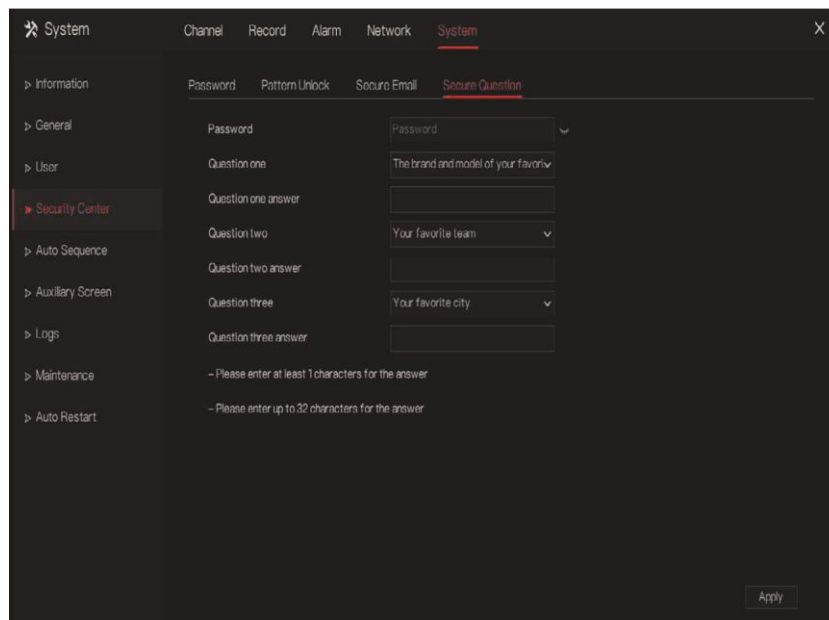 System
Channel Record Alarm Network System X
Information
General
User
Security Center
Auto Sequence
Auxiliary Screen
Logs
Maintenance
Auto Restart
Password Pattern Unlock Secure Email Secure Question
Password Password
Question one The brand and model of your favori
Question one answer
Question two Your favorite team
Question two answer
Question three Your favorite city
Question three answer
- Please enter at least 1 characters for the answer
- Please enter up to 32 characters for the answer
Apply